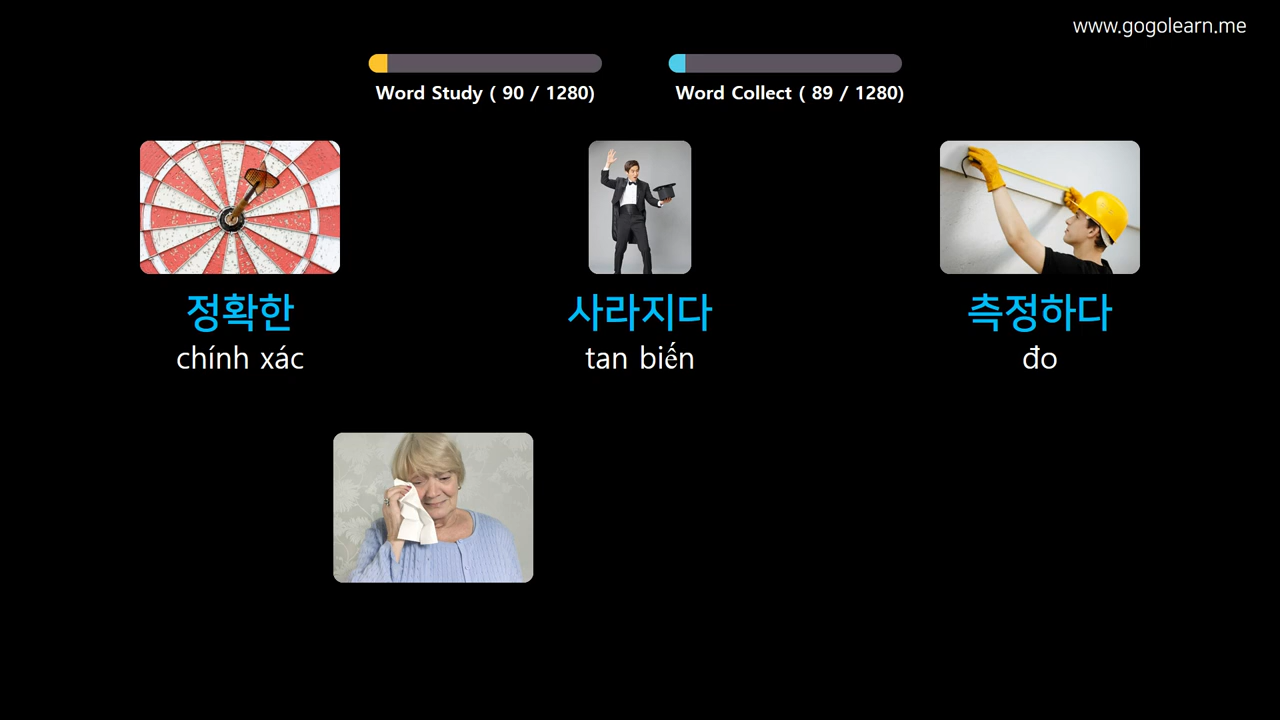 www.gogolearn.me
Word Study ( 90 / 1280)
Word Collect ( 89 / 1280)
정확한
사라지다
측정하다
chính xác
tan biến
đo